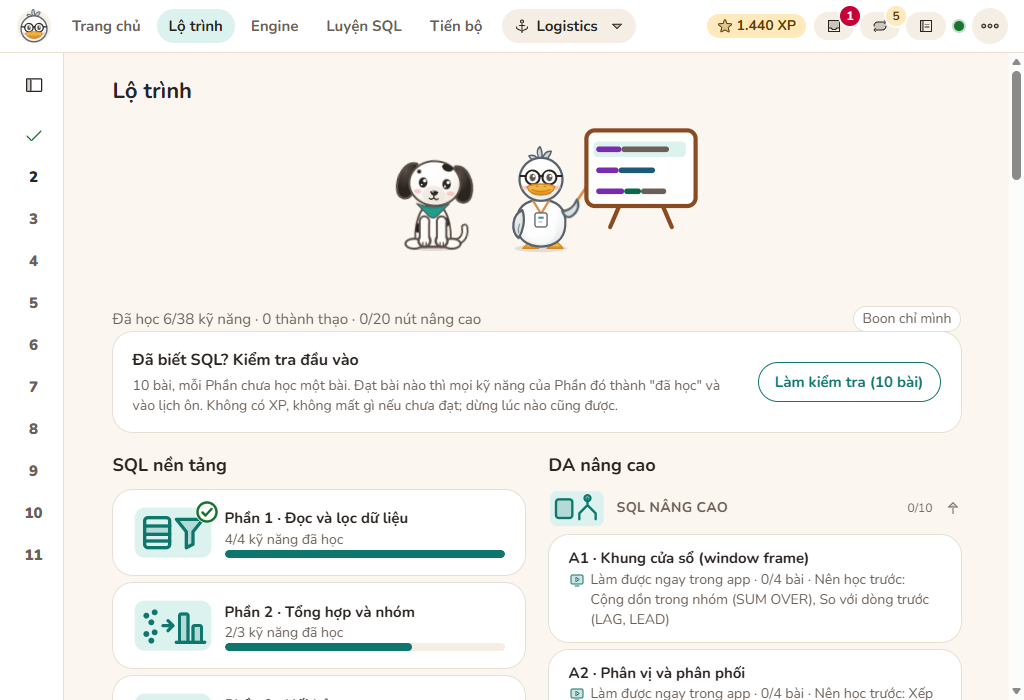 Trang chủ
Lộ trình
Engine
Luyện SQL
Tiến bộ
Logistics
1.440 XP
1
5
Lộ trình
2
3
4
5
6
7
8
9
10
11
Đã học 6/38 kỹ năng · 0 thành thạo · 0/20 nút nâng cao
Boon chỉ mình
Đã biết SQL? Kiểm tra đầu vào
10 bài, mỗi Phần chưa học một bài. Đạt bài nào thì mọi kỹ năng của Phần đó thành "đã học" và
vào lịch ôn. Không có XP, không mất gì nếu chưa đạt; dừng lúc nào cũng được.
Làm kiểm tra (10 bài)
SQL nền tảng
Phần 1 · Đọc và lọc dữ liệu
4/4 kỹ năng đã học
Phần 2 · Tổng hợp và nhóm
2/3 kỹ năng đã học
DA nâng cao
SQL NÂNG CAO
0/10
A1 · Khung cửa sổ (window frame)
Làm được ngay trong app · 0/4 bài · Nên học trước:
Cộng dồn trong nhóm (SUM OVER), So với dòng trước
(LAG, LEAD)
A2 · Phân vị và phân phối
Làm được ngay trong app · 0/4 bài · Nên học trước: Xếp